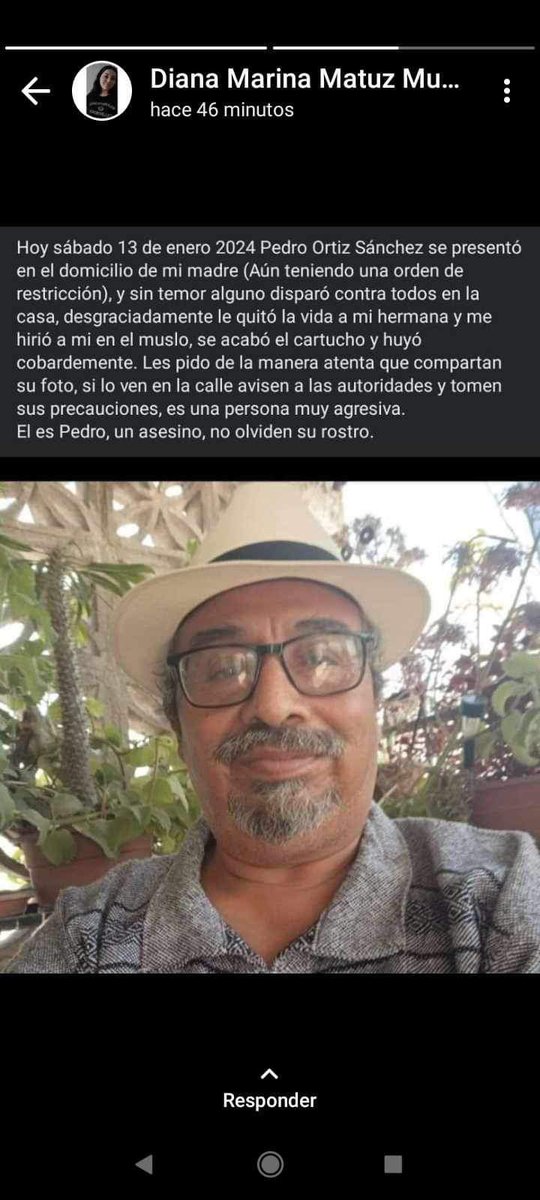 Diana Marina Matuz Mu...
hace 46 minutos
Hoy sábado 13 de enero 2024 Pedro Ortiz Sánchez se presentó
en el domicilio de mi madre (Aún teniendo una orden de
restricción), y sin temor alguno disparó contra todos en la
casa, desgraciadamente le quitó la vida a mi hermana y me
hirió a mi en el muslo, se acabó el cartucho y huyó
cobardemente. Les pido de la manera atenta que compartan
su foto, si lo ven en la calle avisen a las autoridades y tomen
sus precauciones, es una persona muy agresiva.
El es Pedro, un asesino, no olviden su rostro.
Responder